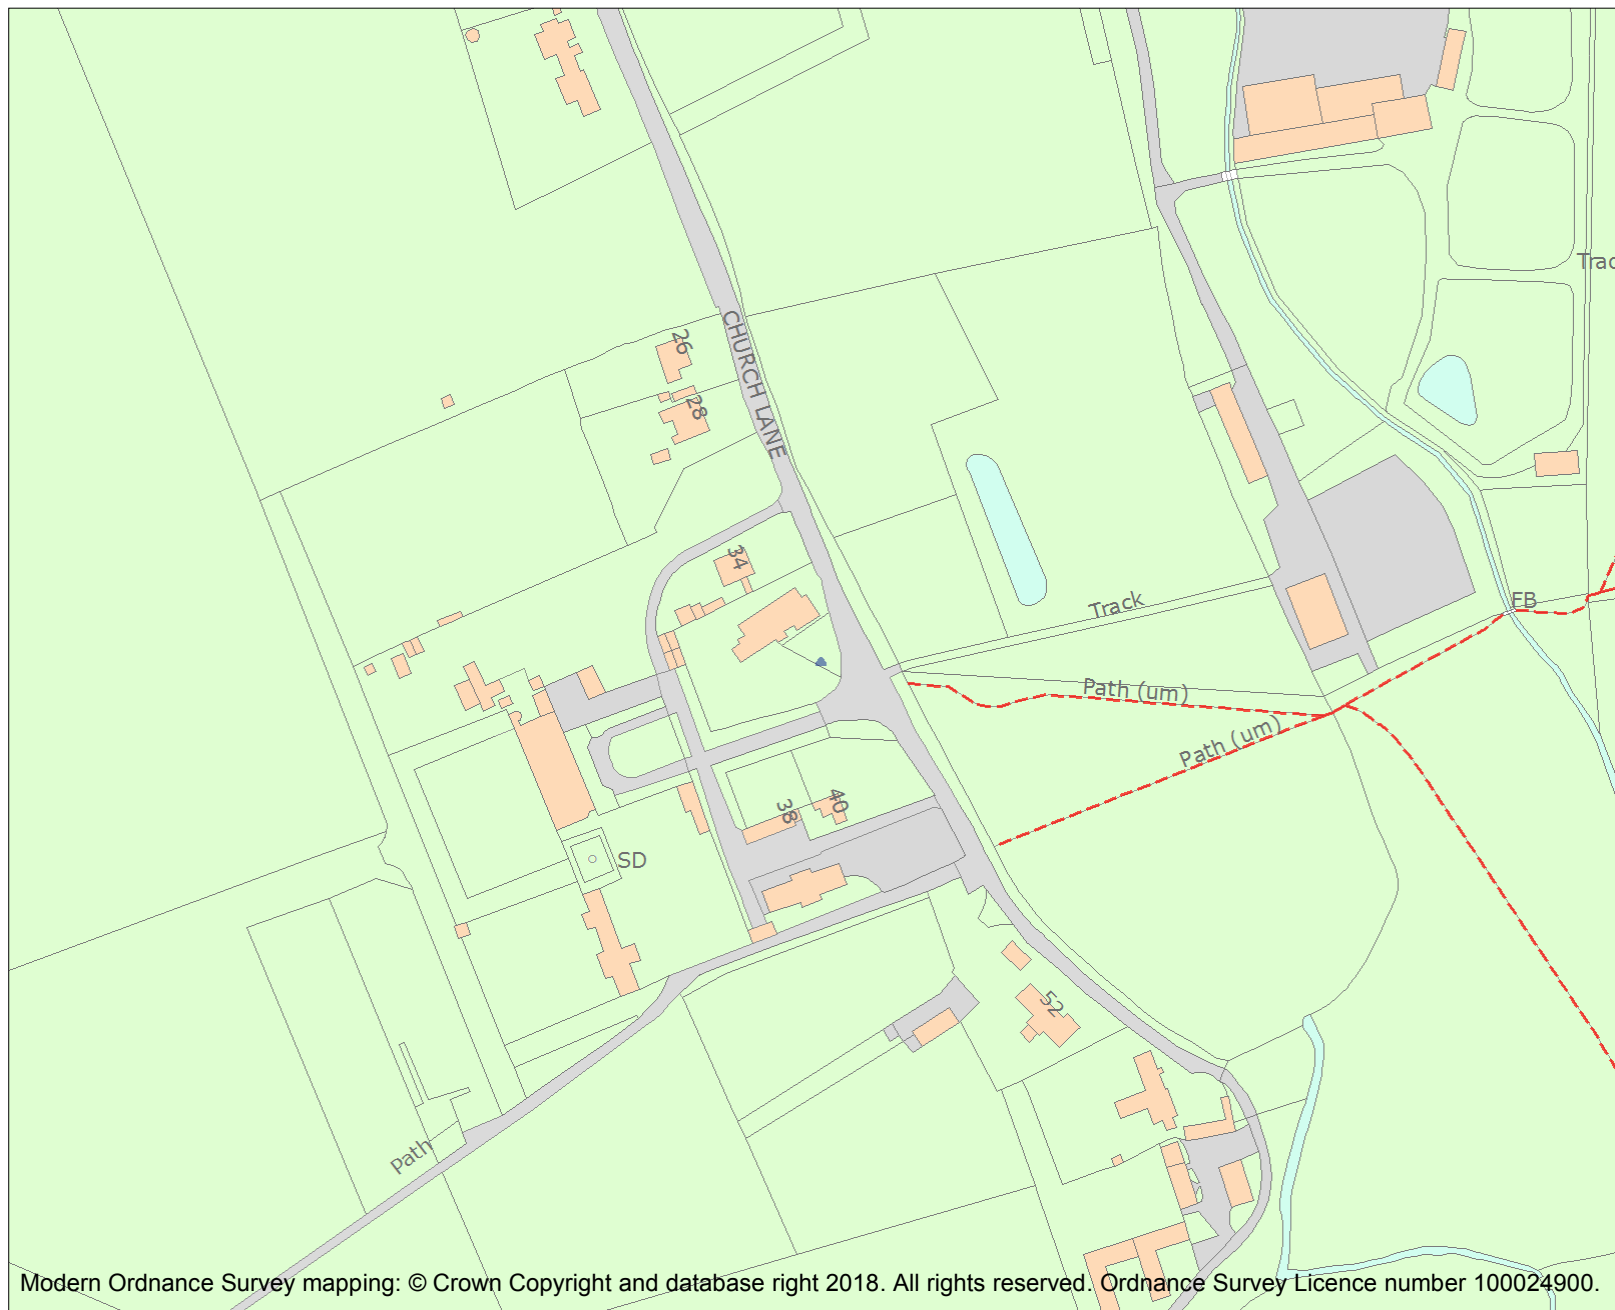 Trac
26
CHURCH LANE
28
34
Track
FB
Path (um)
Path (um)
38
40
SD
52
Path
Modern Ordnance Survey mapping: © Crown Copyright and database right 2018. All rights reserved. Ordnance Survey Licence number 100024900.